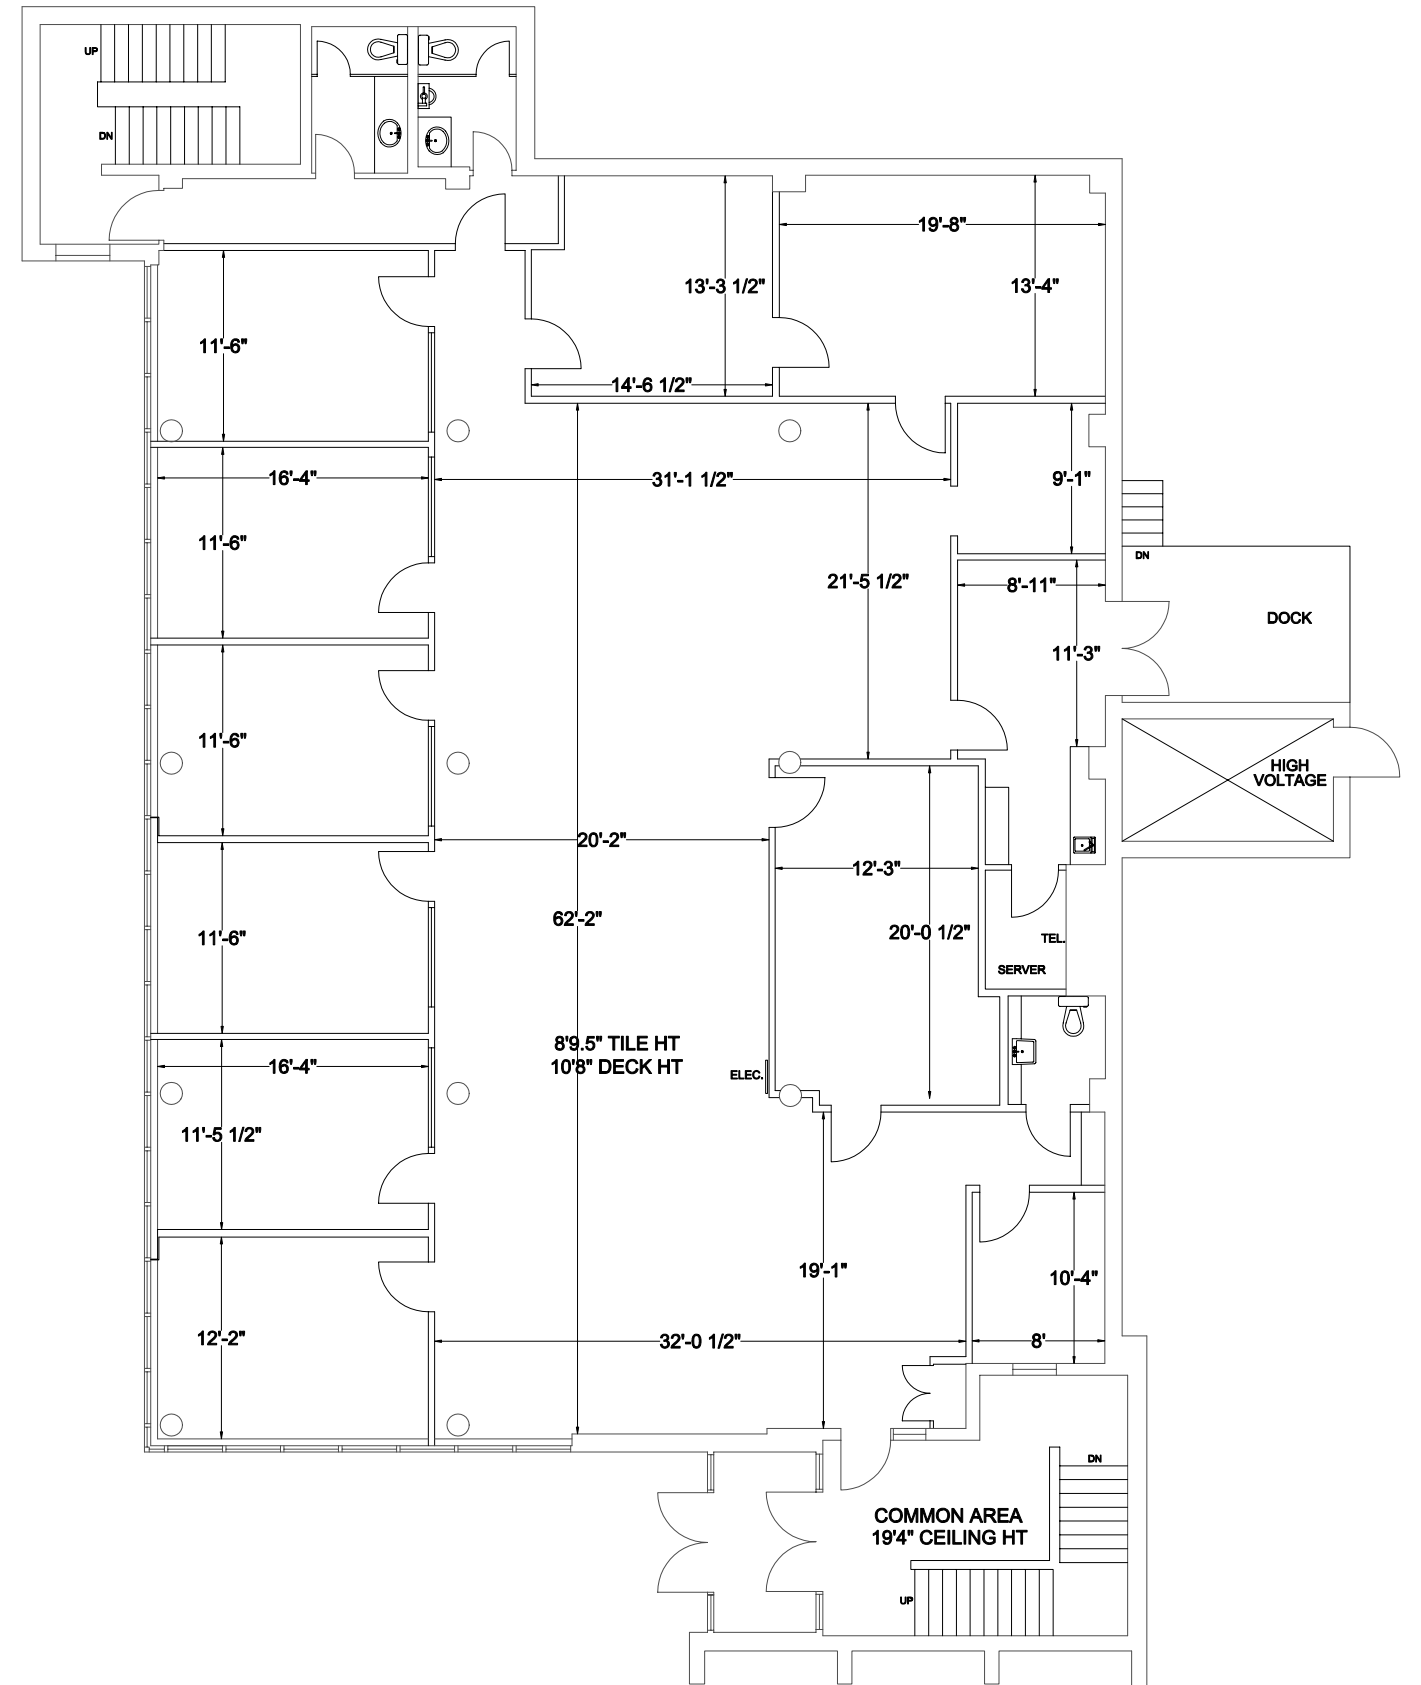 UP
DN
19'-8"
13'-3 1/2"
13'-4"
11'-6"
14'-6 1/2"
16'-4"
31'-1 1/2"
9'-1"
11'-6"
21'-5 1/2"
8'-11"
DN
DOCK
11'-3"
11'-6"
HIGH
VOLTAGE
20'-2"
12'-3"
62'-2"
11'-6"
20'-0 1/2"
TEL.
SERVER
8'9.5" TILE HT
10'8" DECK HT
16'-4"
ELEC.
11'-5 1/2"
19'-1"
10'-4"
12'-2"
32'-0 1/2"
8'
DN
COMMON AREA
19'4" CEILING HT
UP